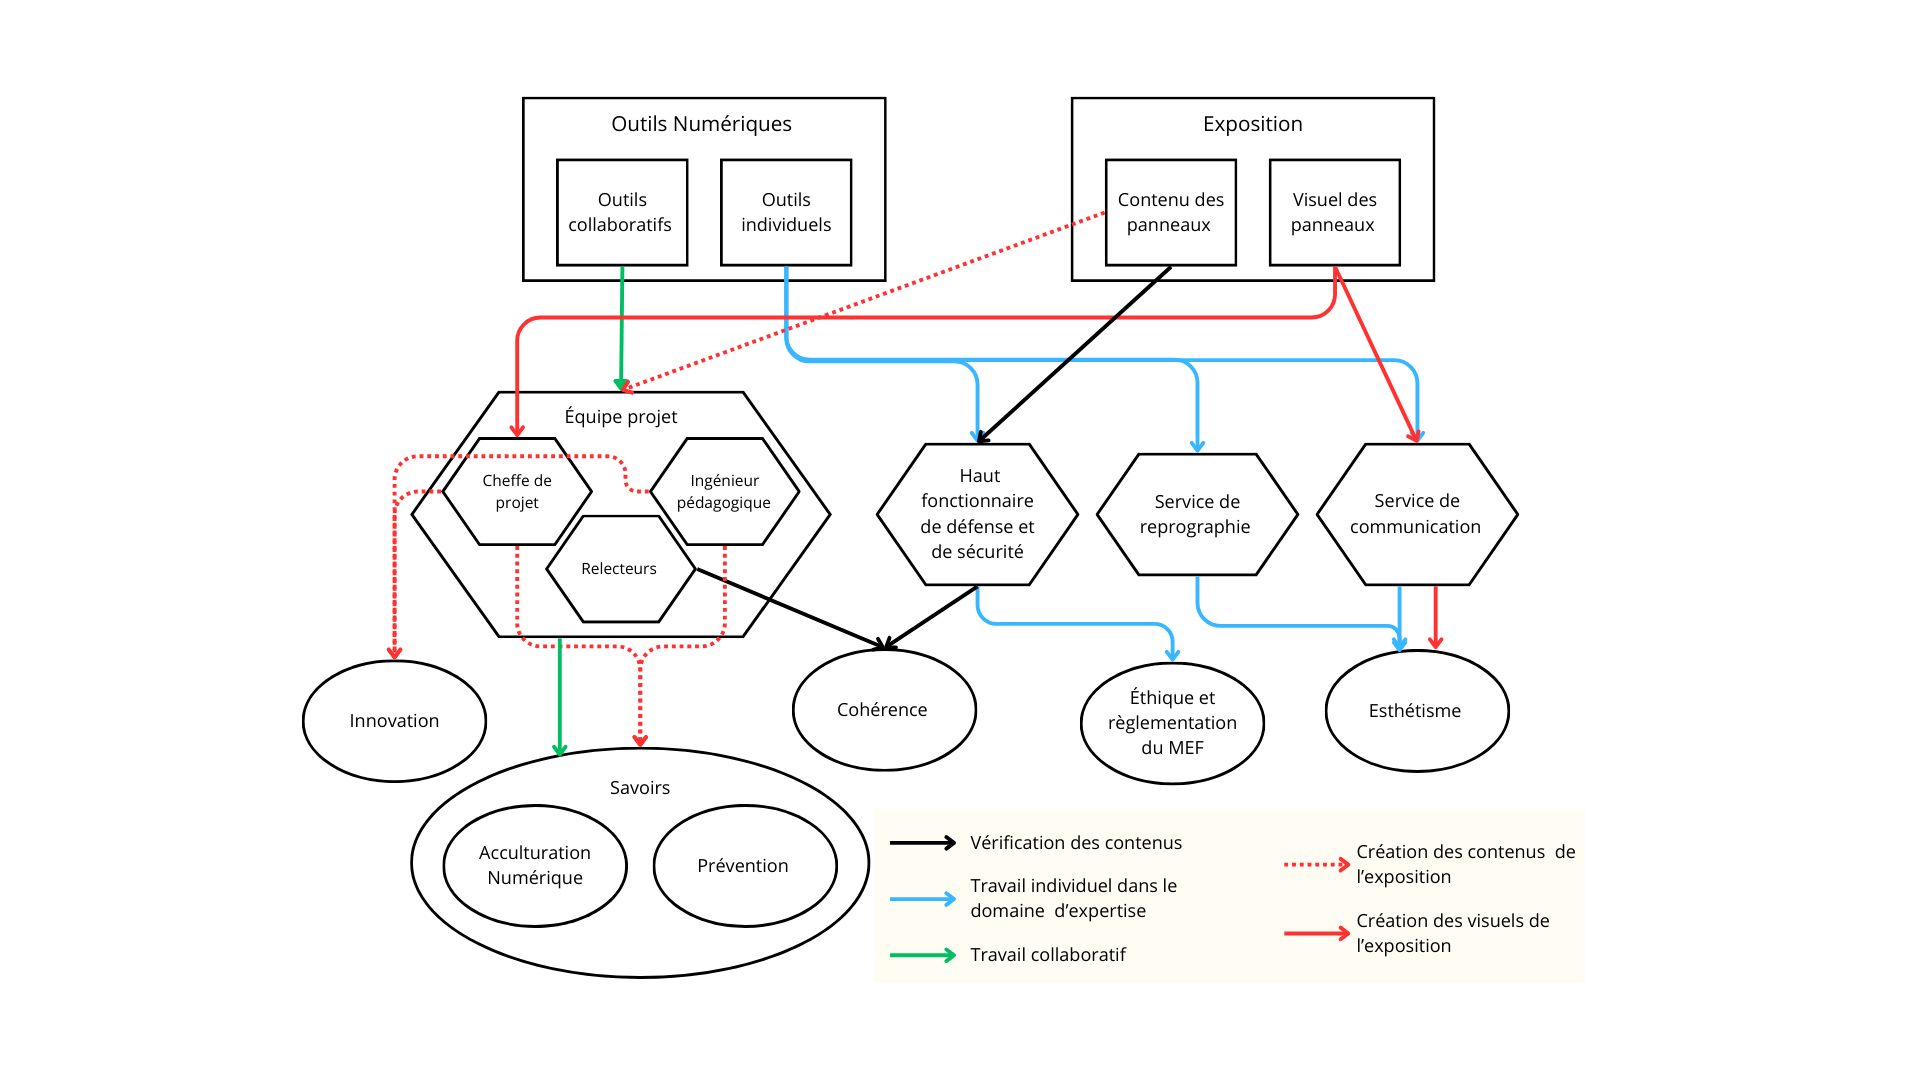 Outils Numériques
Exposition
Outils
collaboratifs
Outils
individuels
Contenu des
panneaux
Visuel des
panneaux
Équipe projet
Cheffe de
projet
Ingénieur
pédagogique
Relecteurs
Haut
fonctionnaire
de défense et
de sécurité
Service de
reprographie
Service de
communication
Innovation
Cohérence
Éthique et
règlementation
du MEF
Esthétisme
Savoirs
Acculturation
Numérique
Prévention
Vérification des contenus
Travail individuel dans le
domaine d'expertise
Travail collaboratif
Création des contenus de
l'exposition
Création des visuels de
l'exposition